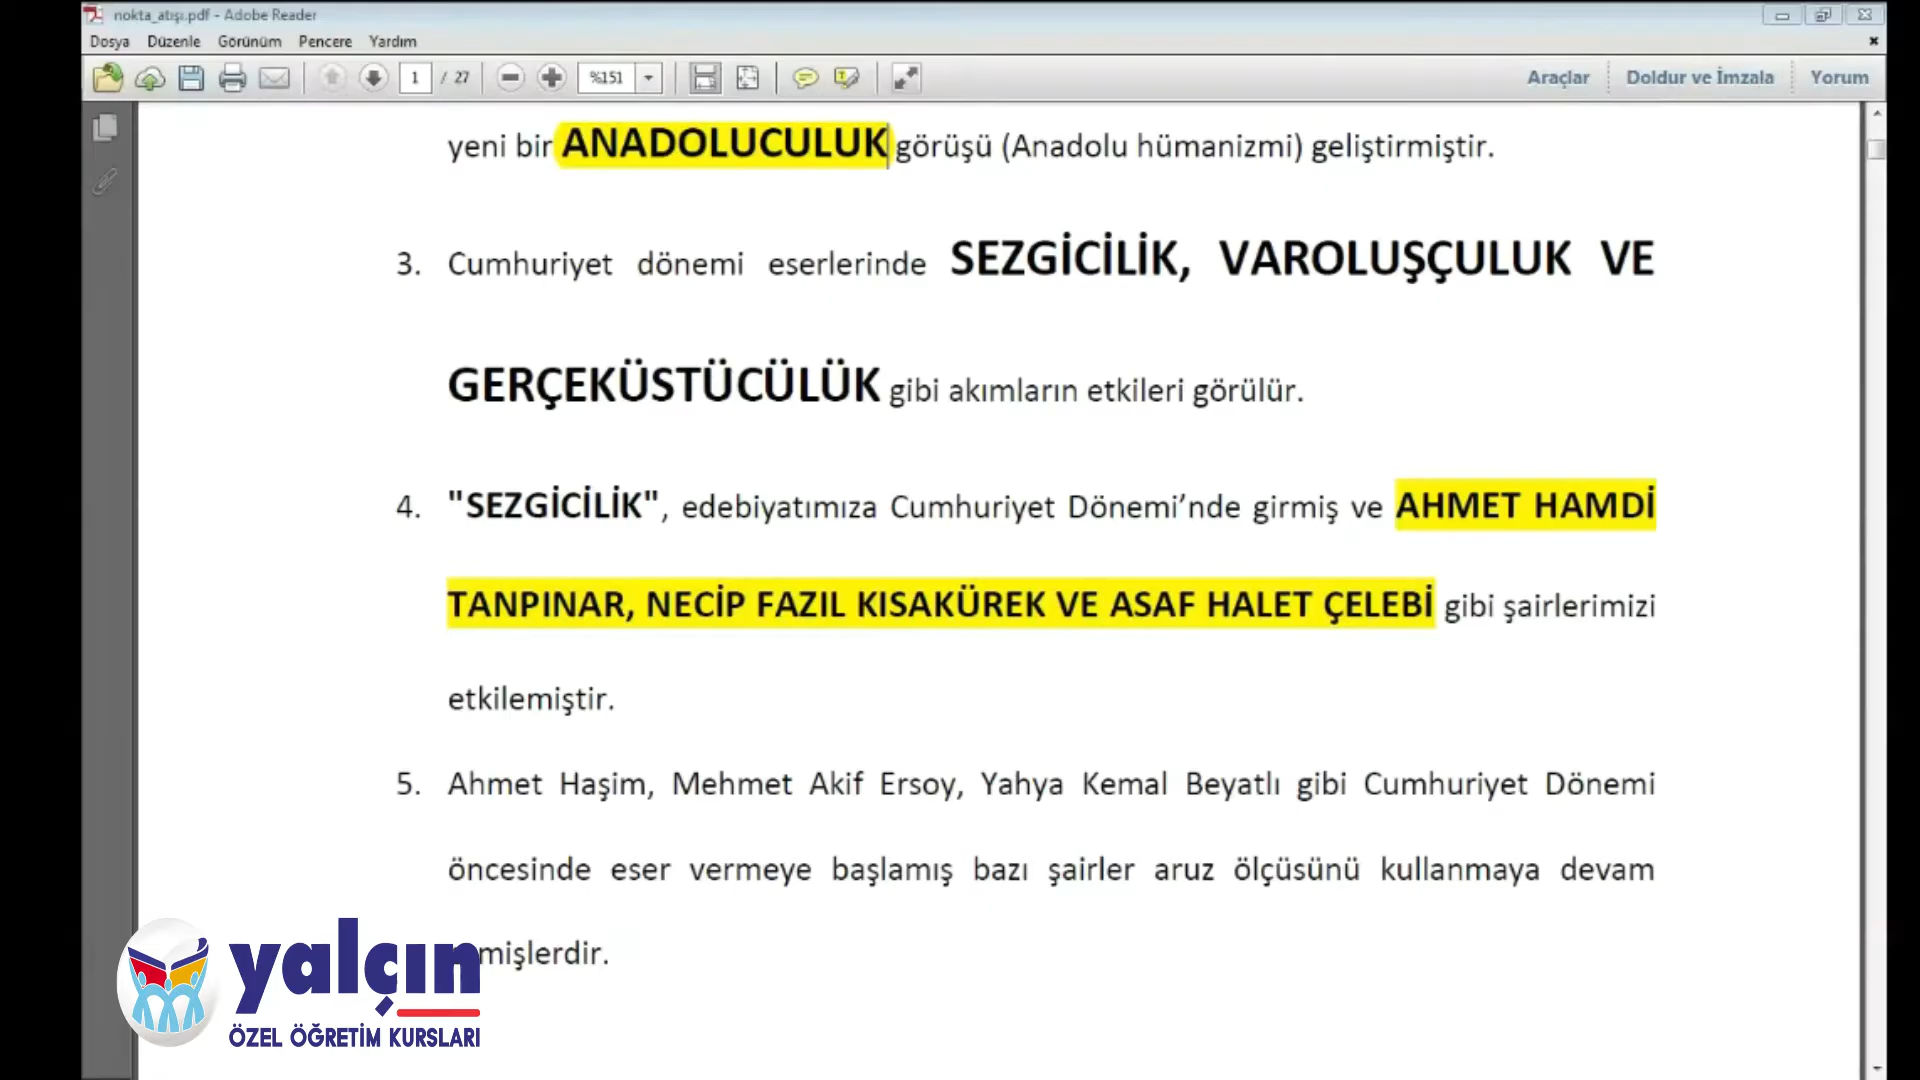 nokta_atışı.pdf - Adobe Reader
Dosya Düzenle Görünüm Pencere Yardım
1 / 27 %151 Araçlar Doldur ve İmzala Yorum
yeni bir ANADOLUCULUK görüşü (Anadolu hümanizmi) geliştirmiştir.
3. Cumhuriyet dönemi eserlerinde SEZGİCİLİK, VAROLUŞÇULUK VE
GERÇEKÜSTÜCÜLÜK gibi akımların etkileri görülür.
4. "SEZGİCİLİK", edebiyatımıza Cumhuriyet Dönemi’nde girmiş ve AHMET HAMDİ
TANPINAR, NECİP FAZIL KISAKÜREK VE ASAF HALET ÇELEBİ gibi şairlerimizi
etkilemiştir.
5. Ahmet Haşim, Mehmet Akif Ersoy, Yahya Kemal Beyatlı gibi Cumhuriyet Dönemi
öncesinde eser vermeye başlamış bazı şairler aruz ölçüsünü kullanmaya devam
mişlerdir.
yalçın
ÖZEL ÖĞRETİM KURSLARI